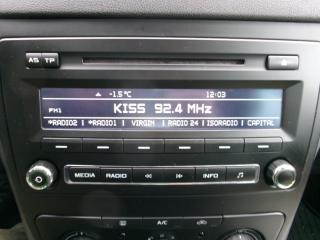 AS TP
-1.5°C 12:03
FM1 KISS 92.4 MHz
*RADIO2 *RADIO1 VIRGIN RADIO 24 ISORADIO CAPITAL
MEDIA RADIO INFO
A/C